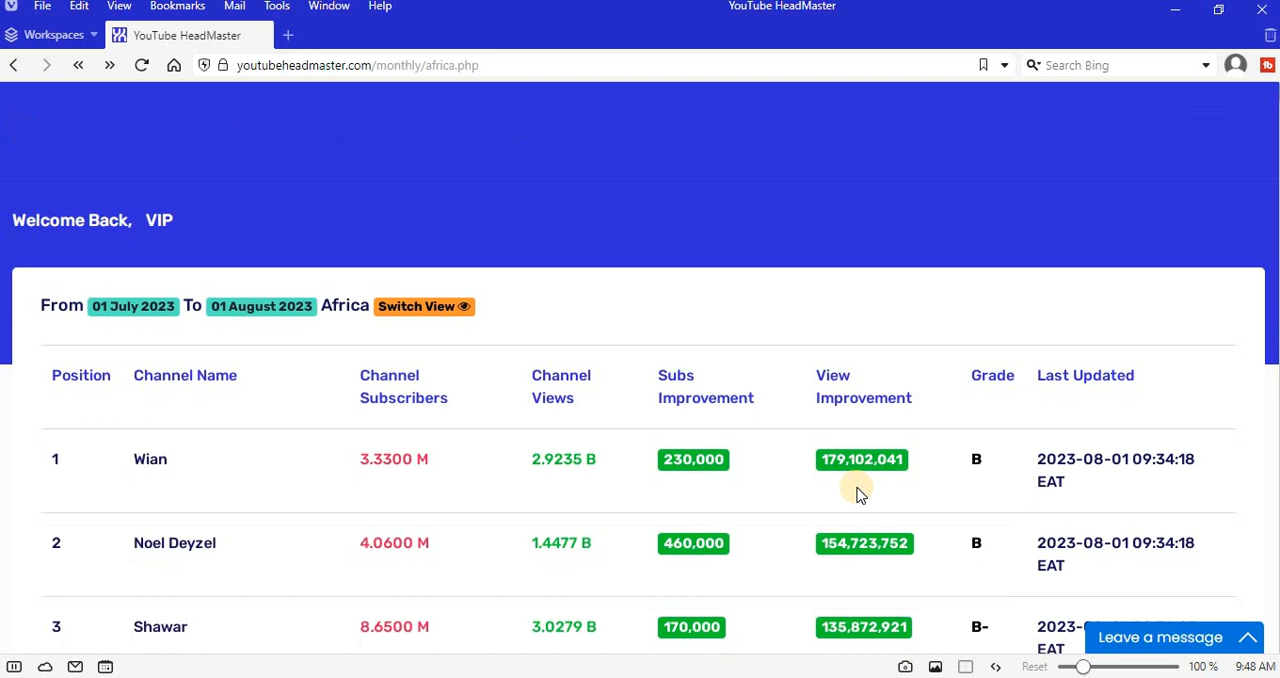 File Edit View Bookmarks Mail Tools Window Help YouTube HeadMaster
Workspaces YouTube HeadMaster
youtubeheadmaster.com/monthly/africa.php Search Bing
Welcome Back, VIP
From 01 July 2023 To 01 August 2023 Africa Switch View
Position Channel Name Channel Subscribers Channel Views Subs Improvement View Improvement Grade Last Updated
1 Wian 3.3300 M 2.9235 B 230,000 179,102,041 B 2023-08-01 09:34:18 EAT
2 Noel Deyzel 4.0600 M 1.4477 B 460,000 154,723,752 B 2023-08-01 09:34:18 EAT
3 Shawar 8.6500 M 3.0279 B 170,000 135,872,921 B- 2023- EAT
Leave a message
Reset 100 % 9:48 AM